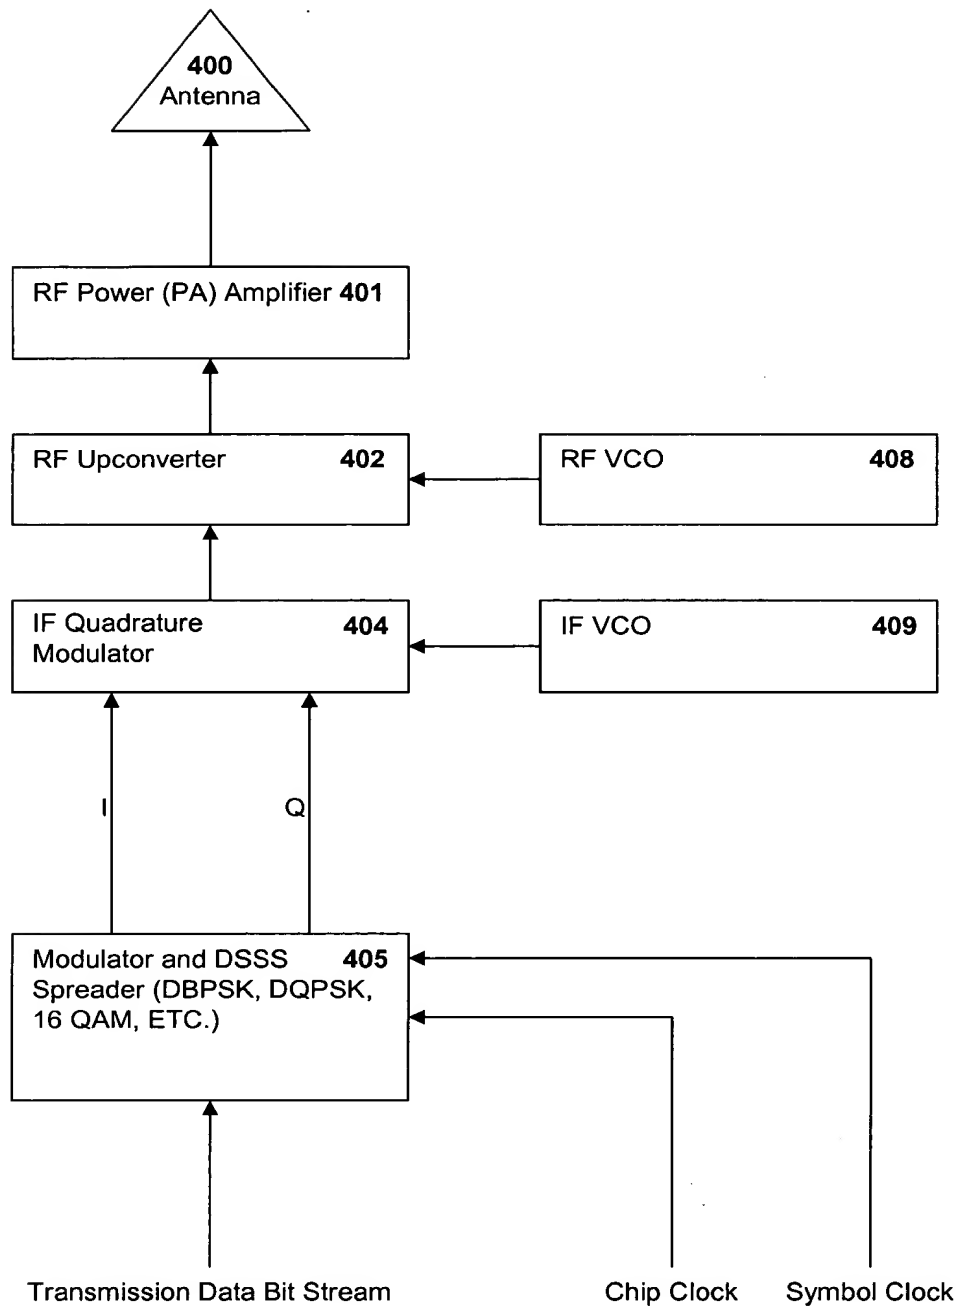 400
Antenna
RF Power (PA) Amplifier 401
RF Upconverter 402
RF VCO 408
IF Quadrature 404
Modulator
IF VCO 409
I
Q
Modulator and DSSS 405
Spreader (DBPSK, DQPSK,
16 QAM, ETC.)
Transmission Data Bit Stream
Chip Clock
Symbol Clock